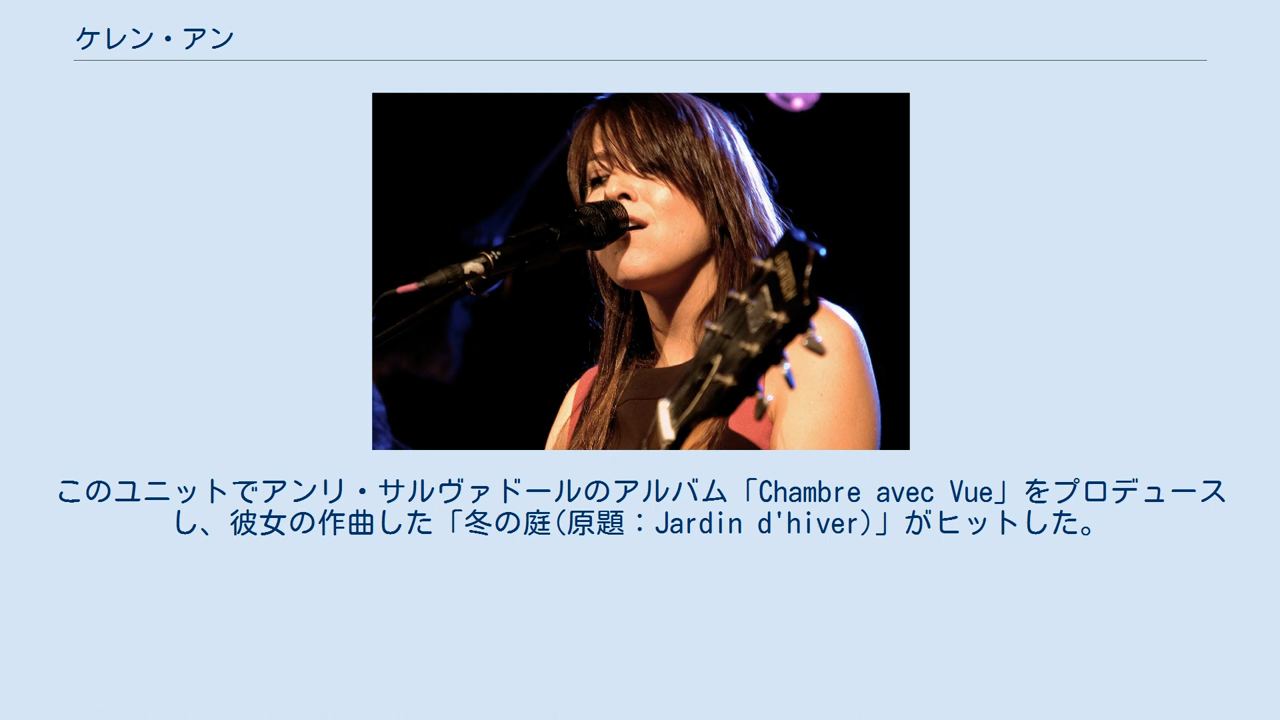 ケレン・アン
このユニットでアンリ・サルヴァドールのアルバム「Chambre avec Vue」をプロデュース
し、彼女の作曲した「冬の庭(原題：Jardin d'hiver)」がヒットした。